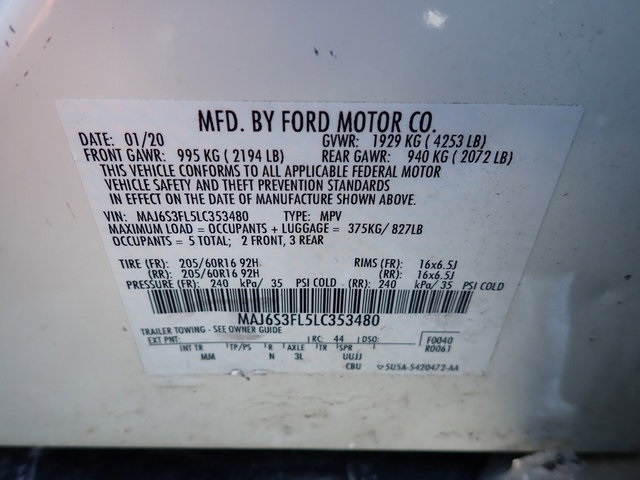 MFD. BY FORD MOTOR CO.
DATE: 01/20 GVWR: 1929 KG ( 4253 LB)
FRONT GAWR: 995 KG ( 2194 LB) REAR GAWR: 940 KG ( 2072 LB)
THIS VEHICLE CONFORMS TO ALL APPLICABLE FEDERAL MOTOR
VEHICLE SAFETY AND THEFT PREVENTION STANDARDS
IN EFFECT ON THE DATE OF MANUFACTURE SHOWN ABOVE.
VIN: MAJ6S3FL5LC353480 TYPE: MPV
MAXIMUM LOAD = OCCUPANTS + LUGGAGE = 375KG/ 827LB
OCCUPANTS = 5 TOTAL; 2 FRONT, 3 REAR
TIRE (FR): 205/60R16 92H RIMS (FR): 16x6.5J
(RR): 205/60R16 92H (RR): 16x6.5J
PRESSURE (FR): 240 kPa/ 35 PSI COLD (RR): 240 kPa/ 35 PSI COLD
MAJ6S3FL5LC353480
TRAILER TOWING - SEE OWNER GUIDE
EXT PNT: RC: 44 DSO: F0040
INT TR TP/PS R AXLE TR SPR R0061
MM N 3L UUJJ
CBU SU5A-5420472-AA